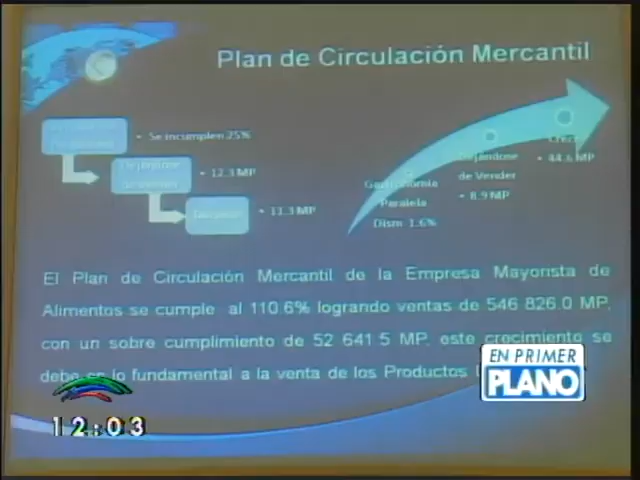 Plan de Circulación Mercantil
• Se incumplen 25%
• 12.3 MP
• 11.3 MP
Gastronomía
Paralela
Dism 1.6%
Dejándose
de Vender
• 8.9 MP
• 44.6 MP
El Plan de Circulación Mercantil de la Empresa Mayorista de
Alimentos se cumple al 110.6% logrando ventas de 546 826.0 MP,
con un sobre cumplimiento de 52 641.5 MP, este crecimiento se
debe en lo fundamental a la venta de los Productos
EN PRIMER
PLANO
12:03